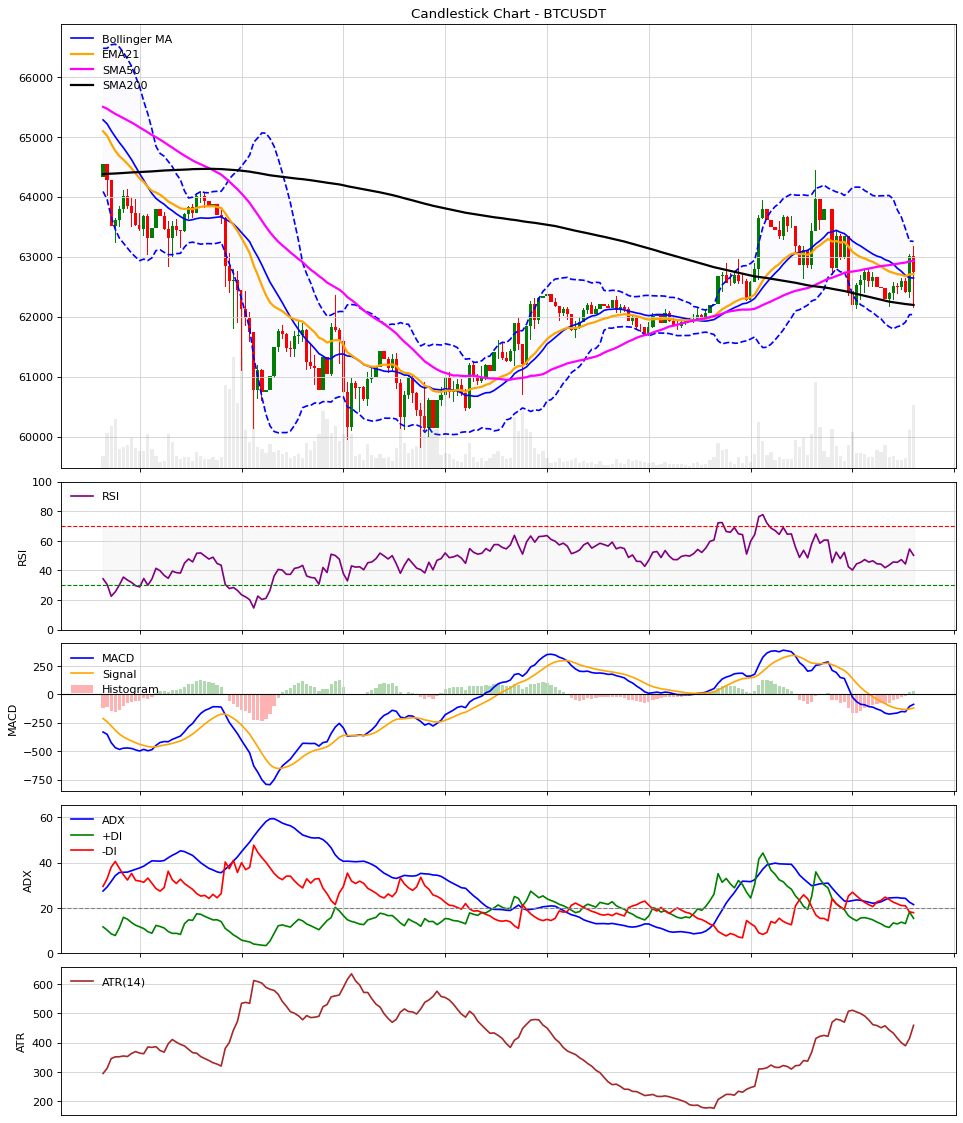 Candlestick Chart - BTCUSDT
Bollinger MA
EMA21
SMA50
SMA200
66000
65000
64000
63000
62000
61000
60000
RSI
RSI
100
80
60
40
20
0
MACD
Signal
Histogram
MACD
250
0
−250
−500
−750
ADX
+DI
-DI
ADX
60
40
20
0
ATR(14)
ATR
600
500
400
300
200